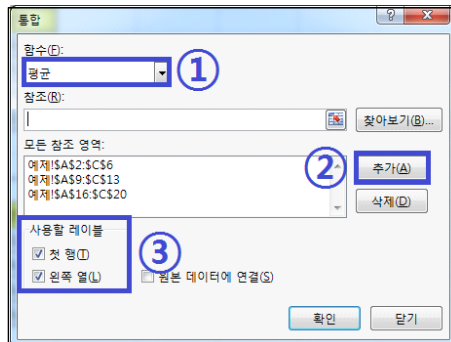 통합
함수(F):
평균
①
참조(R):
찾아보기(B)...
모든 참조 영역:
예제!$A$2:$C$6
예제!$A$9:$C$13
예제!$A$16:$C$20
②
추가(A)
삭제(D)
사용할 레이블
첫 행(T)
왼쪽 열(L)
③
원본 데이터에 연결(S)
확인
닫기